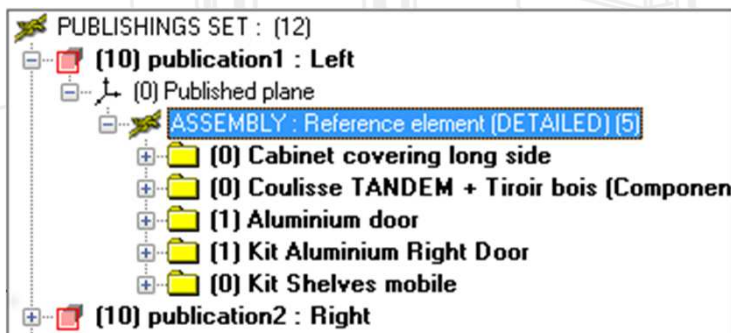 PUBLISHINGS SET : (12)
(10) publication1 : Left
(0) Published plane
ASSEMBLY : Reference element (DETAILED) (5)
(0) Cabinet covering long side
(0) Coulisse TANDEM + Tiroir bois (Componen
(1) Aluminium door
(1) Kit Aluminium Right Door
(0) Kit Shelves mobile
(10) publication2 : Right